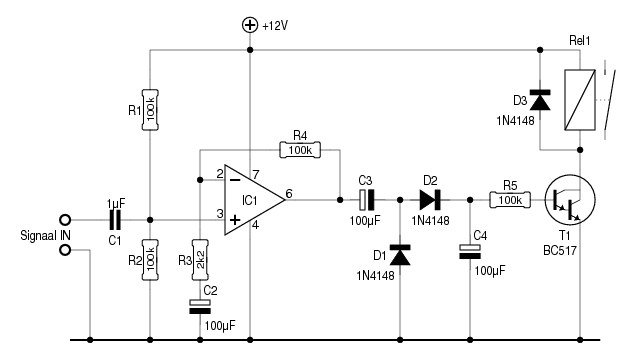 +12V
Rel1
R1
100k
D3
1N4148
R4
100k
2
7
IC1
6
3
4
C3
100µF
D2
1N4148
R5
100k
1µF
C1
Signaal IN
R2
100k
R3
2k2
C2
100µF
D1
1N4148
C4
100µF
T1
BC517